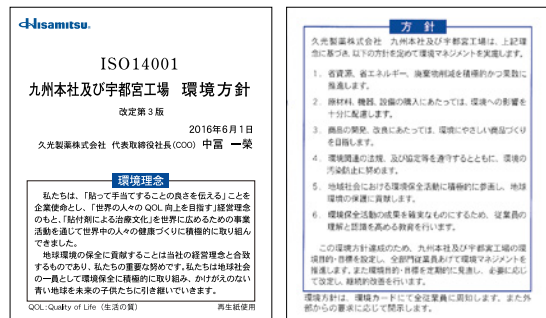 Hisamitsu
ISO14001
九州本社及び宇都宮工場 環境方針
改定第3版
2016年6月1日
久光製薬株式会社 代表取締役社長(COO) 中冨 一榮
環境理念
私たちは、「貼って手当てすることの良さを伝える」ことを
企業使命とし、「世界の人々のQOL向上を目指す」経営理念
のもと、「貼付剤による治療文化」を世界に広めるための事業
活動を通じて世界中の人々の健康づくりに積極的に取り組ん
できました。
地球環境の保全に貢献することは当社の経営理念と合致
するものであり、私たちの重要な努めです。私たちは地球社会
の一員として環境保全に積極的に取り組み、かけがえのない
青い地球を未来の子供たちに引き継いでいきます。
QOL:Quality of Life（生活の質） 再生紙使用
方針
久光製薬株式会社 九州本社及び宇都宮工場は、上記理
念に基づき、以下の方針を定めて環境マネジメントを実施します。
1. 省資源、省エネルギー、廃棄物削減を積極的かつ果敢に
推進します。
2. 原材料、機器、設備の購入にあたっては、環境への影響を
十分に配慮します。
3. 商品の開発、改良にあたっては、環境にやさしい商品づくり
を目指します。
4. 環境関連の法規、及び協定等を遵守するとともに、環境の
汚染防止に努めます。
5. 地域社会における環境保全活動に積極的に参画し、地球
環境の保護に貢献します。
6. 環境保全活動の成果を確実なものにするため、従業員の
理解と認識を高める教育を行います。
この環境方針達成のため、九州本社及び宇都宮工場の環
境目的・目標を設定し、全部門従業員あげて環境マネジメントを
推進します。また環境目的・目標を定期的に見直し、必要に応じ
て改定し、継続的改善を行います。
環境方針は、環境カードにて全従業員に周知します。また外
部からの要求に応じて開示します。